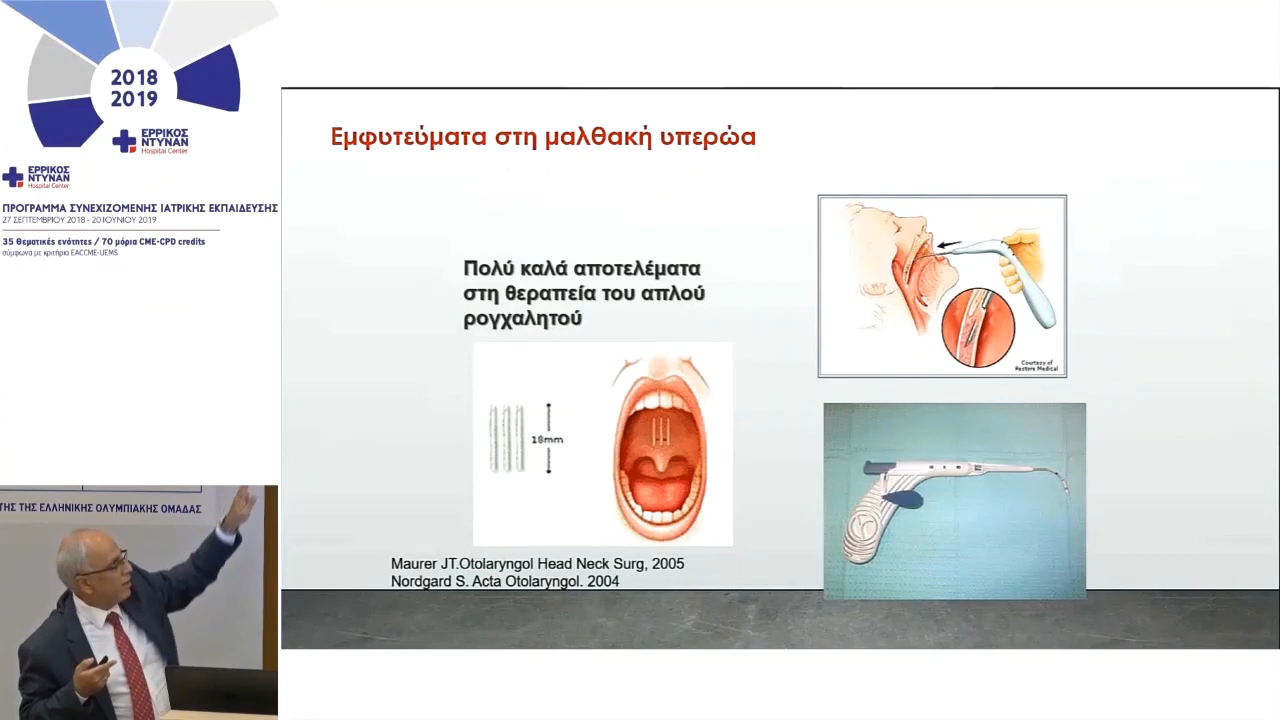 2018
2019
ΕΡΡΙΚΟΣ
ΝΤΥΝΑΝ
Hospital Center
ΕΡΡΙΚΟΣ
ΝΤΥΝΑΝ
Hospital Center
ΠΡΟΓΡΑΜΜΑ ΣΥΝΕΧΙΖΟΜΕΝΗΣ ΙΑΤΡΙΚΗΣ ΕΚΠΑΙΔΕΥΣΗΣ
27 ΣΕΠΤΕΜΒΡΙΟΥ 2018 - 20 ΙΟΥΝΙΟΥ 2019
35 Θεματικές ενότητες / 70 μόρια CME-CPD credits
σύμφωνα με κριτήρια EACCME-UEMS
Εμφυτεύματα στη μαλθακή υπερώα
Πολύ καλά αποτελέματα
στη θεραπεία του απλού
ρογχαλητού
18mm
Courtesy of
Restore Medical
Maurer JT.Otolaryngol Head Neck Surg, 2005
Nordgard S. Acta Otolaryngol. 2004
ΤΗΣ ΤΗΣ ΕΛΛΗΝΙΚΗΣ ΟΛΥΜΠΙΑΚΗΣ ΟΜΑΔΑΣ